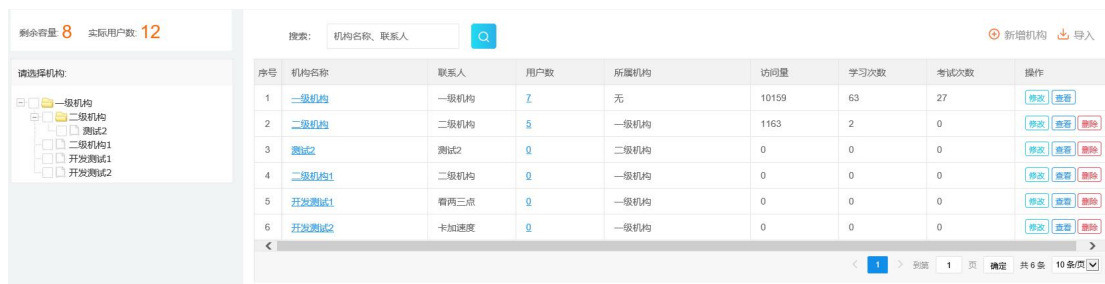 剩余容量: 8 实际用户数: 12
搜索: 机构名称、联系人
新增机构 导入
请选择机构:
一级机构
二级机构
测试2
二级机构1
开发测试1
开发测试2
序号 机构名称 联系人 用户数 所属机构 访问量 学习次数 考试次数 操作
1 一级机构 一级机构 7 无 10159 63 27 修改 查看
2 二级机构 二级机构 5 一级机构 1163 2 0 修改 查看 删除
3 测试2 测试2 0 二级机构 0 0 0 修改 查看 删除
4 二级机构1 二级机构 0 一级机构 0 0 0 修改 查看 删除
5 开发测试1 看两三点 0 一级机构 0 0 0 修改 查看 删除
6 开发测试2 卡加速度 0 一级机构 0 0 0 修改 查看 删除
1 到第 1 页 确定 共 6 条 10 条/页